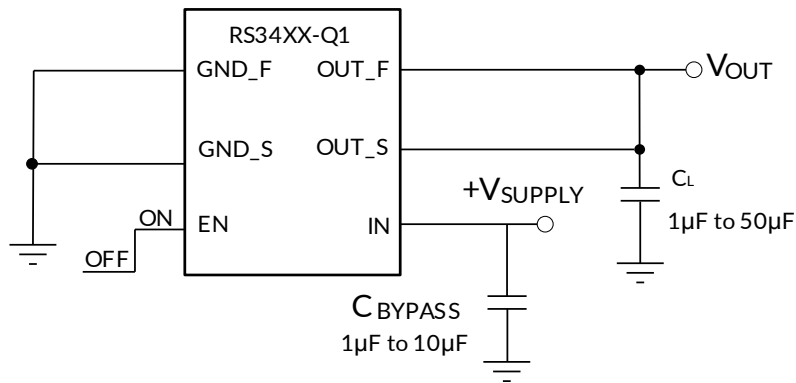 RS34XX-Q1
GND_F OUT_F VOUT
GND_S OUT_S
+VSUPPLY CL
1µF to 50µF
ON EN IN
OFF
CBYPASS
1µF to 10µF